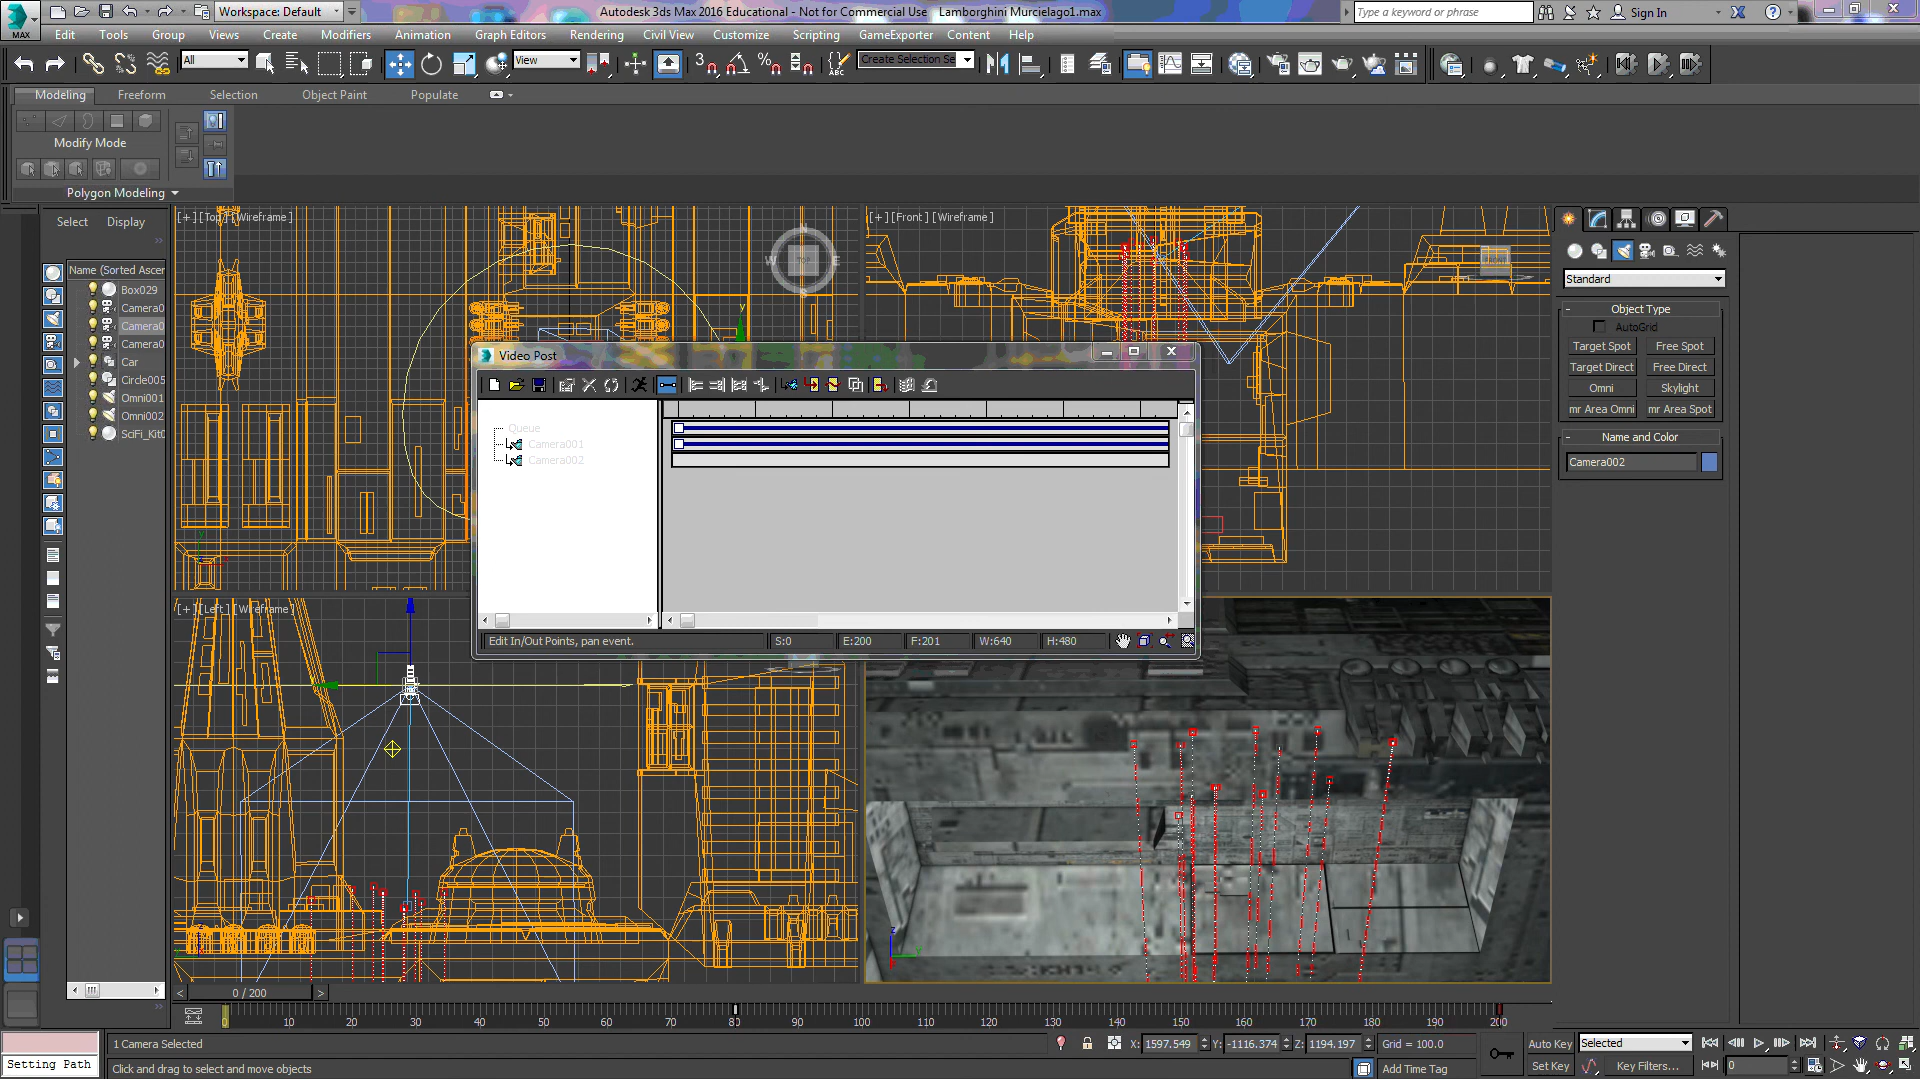 Workspace: Default
Autodesk 3ds Max 2016 Educational - Not for Commercial Use Lamborghini Murcielago1.max
Type a keyword or phrase
Sign In
MAX
Edit Tools Group Views Create Modifiers Animation Graph Editors Rendering Civil View Customize Scripting GameExporter Content Help
All
View
Create Selection Se
Modeling Freeform Selection Object Paint Populate
Modify Mode
Polygon Modeling
Select Display
Name (Sorted Ascer
Box029
Camera0
Camera0
Camera0
Car
Circle005
Omni001
Omni002
SciFi_Kit0
[+][Top][Wireframe]
[+][Front][Wireframe]
[+][Left][Wireframe]
Video Post
Queue
Camera001
Camera002
Edit In/Out Points, pan event. S:0 E:200 F:201 W:640 H:480
Standard
Object Type
AutoGrid
Target Spot Free Spot
Target Direct Free Direct
Omni Skylight
mr Area Omni mr Area Spot
Name and Color
Camera002
0 / 200
0 10 20 30 40 50 60 70 80 90 100 110 120 130 140 150 160 170 180 190 200
1 Camera Selected
X: 1597.549 Y: -1116.374 Z: 1194.197 Grid = 100.0
Auto Key Selected
Setting Path
Click and drag to select and move objects
Add Time Tag
Set Key Key Filters... 0